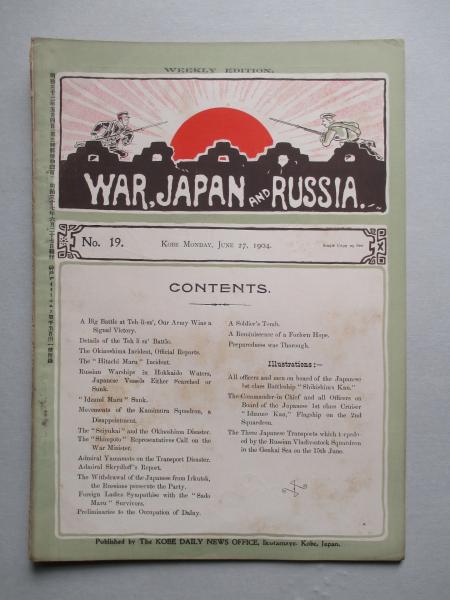 WEEKLY EDITION.
WAR, JAPAN AND RUSSIA.
No. 19.
KOBE MONDAY, JUNE 27, 1904.
Single Copy Sen
CONTENTS.
A Big Battle at Teh-li-sz', Our Army Wins a
Signal Victory.
Details of the Teh li sz' Battle.
The Okinoshima Incident, Official Reports.
The "Hitachi Maru" Incident.
Russian Warships in Hokkaido Waters,
Japanese Vessels Either Searched or
Sunk.
"Idzumi Maru" Sunk.
Movements of the Kamimura Squadron, a
Disappointment.
The "Seiyukai" and the Okinoshima Disaster.
The "Shimpoto" Representatives Call on the
War Minister.
Admiral Yamamoto on the Transport Disaster.
Admiral Skrydloff's Report.
The Withdrawal of the Japanese from Irkutsk,
the Russians persecute the Party.
Foreign Ladies Sympathise with the "Sado
Maru" Survivors.
Preliminaries to the Occupation of Dalny.
A Soldier's Tomb.
A Reminiscence of a Forlorn Hope.
Preparedness was Thorough.
Illustrations:—
All officers and men on board of the Japanese
1st class Battleship "Shikishima Kan."
The Commander-in Chief and all Officers on
Board of the Japanese 1st class Cruiser
"Idzumo Kan," Flagship on the 2nd
Squadron.
The Three Japanese Transports which
ed by the Russian Vladivostock Squadron
in the Genkai Sea on the 15th June.
Published by The KOBE DAILY NEWS OFFICE, Kobe, Japan.